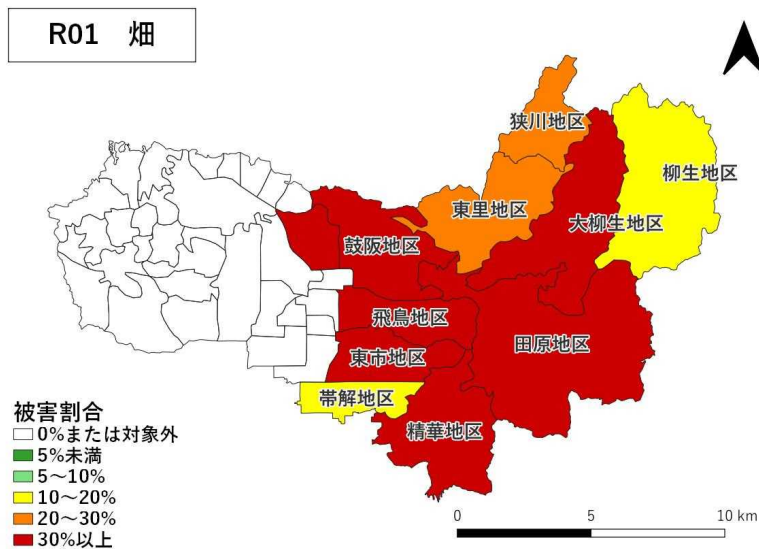 R01 畑
狭川地区
柳生地区
東里地区
大柳生地区
鼓阪地区
飛鳥地区
田原地区
東市地区
帯解地区
精華地区
被害割合
0%または対象外
5%未満
5～10%
10～20%
20～30%
30%以上
0 5 10 km